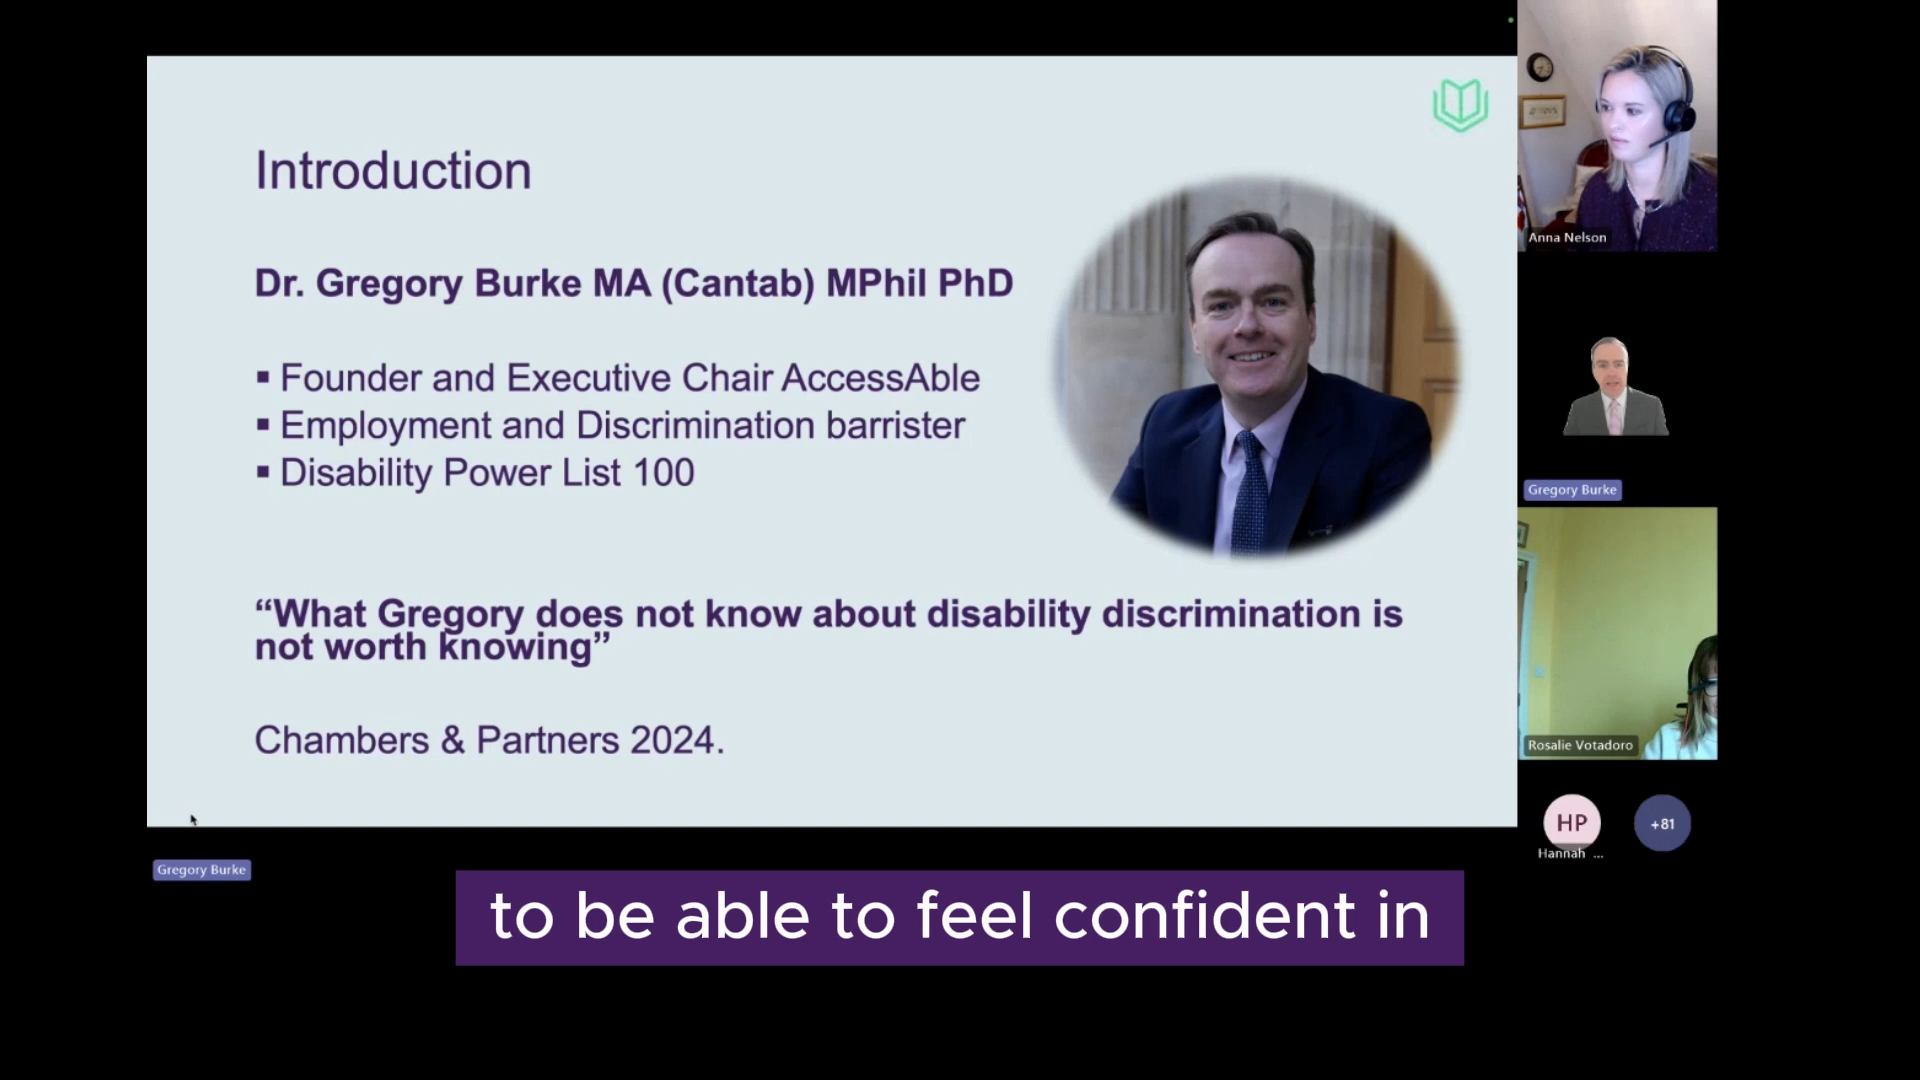 Introduction
Dr. Gregory Burke MA (Cantab) MPhil PhD
▪ Founder and Executive Chair AccessAble
▪ Employment and Discrimination barrister
▪ Disability Power List 100
“What Gregory does not know about disability discrimination is
not worth knowing”
Chambers & Partners 2024.
Anna Nelson
Gregory Burke
Rosalie Votadoro
HP
Hannah ...
+81
Gregory Burke
to be able to feel confident in